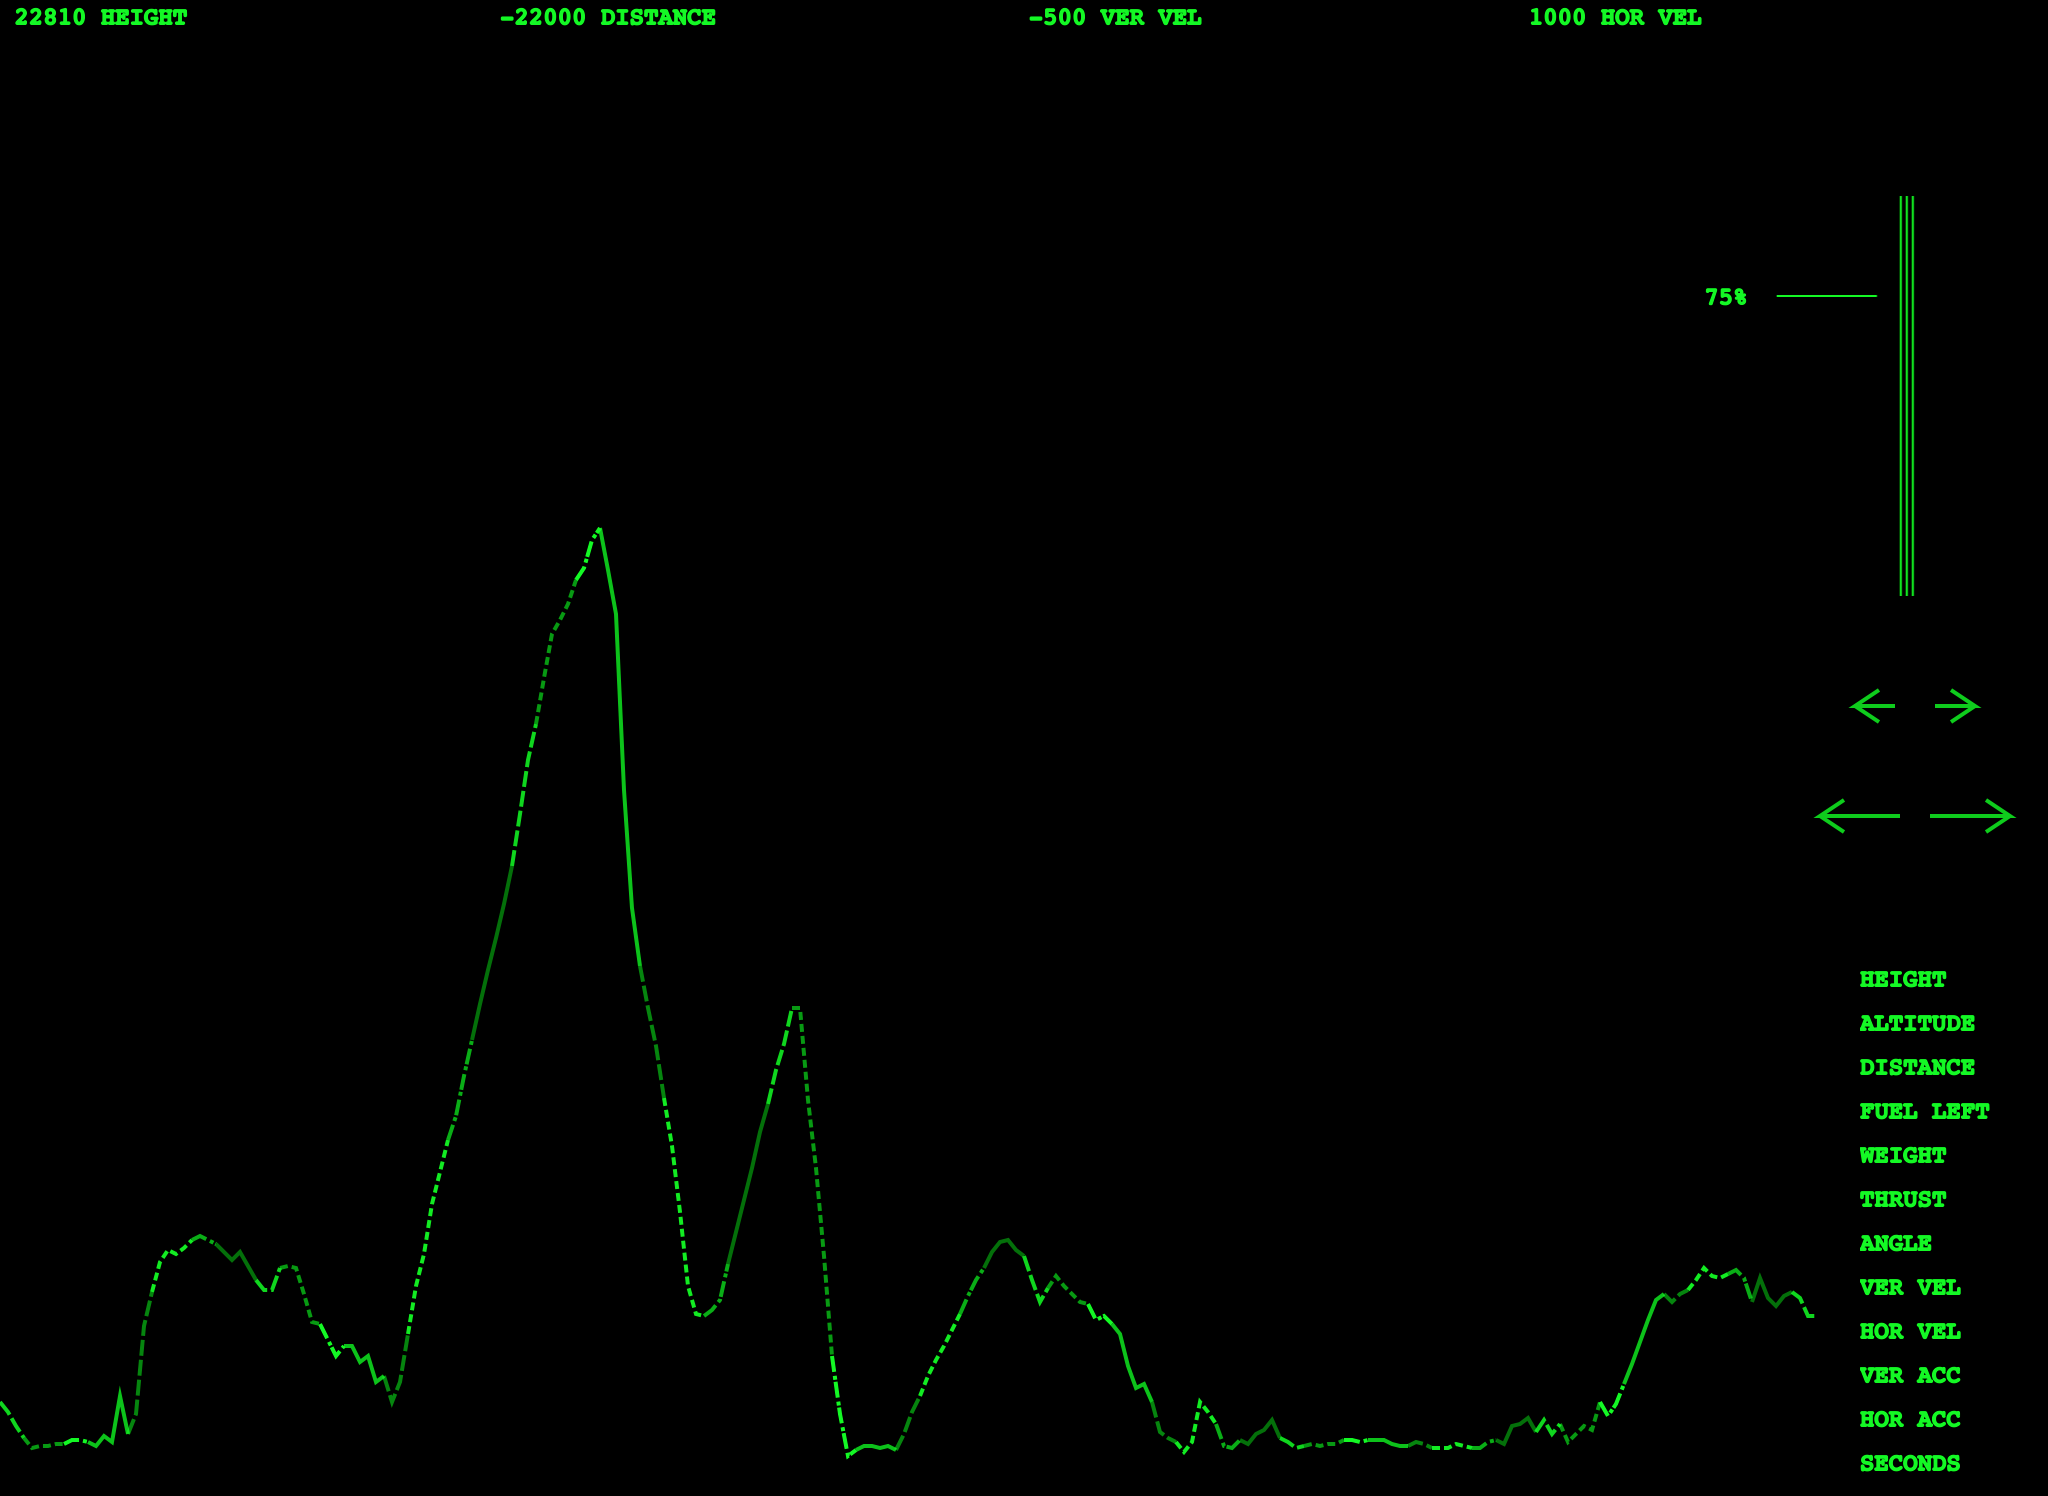 22810 HEIGHT -22000 DISTANCE -500 VER VEL 1000 HOR VEL
75%
HEIGHT
ALTITUDE
DISTANCE
FUEL LEFT
WEIGHT
THRUST
ANGLE
VER VEL
HOR VEL
VER ACC
HOR ACC
SECONDS